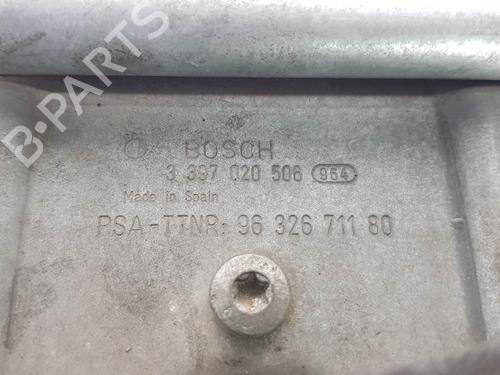 B-PARTS
BOSCH
3 397 020 506 964
Made in Spain
PSA-TTNR: 96 326 711 80